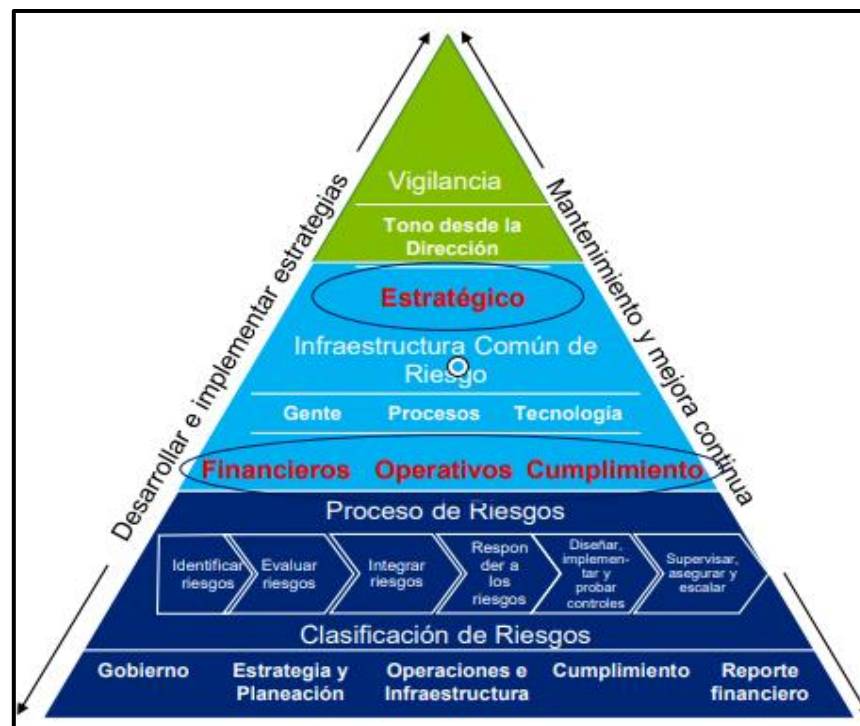 Desarrollar e implementar estrategias
Mantenimiento y mejora continua
Vigilancia
Tono desde la
Dirección
Estratégico
Infraestructura Común de
Riesgo
Gente Procesos Tecnología
Financieros Operativos Cumplimiento
Proceso de Riesgos
Identificar
riesgos
Evaluar
riesgos
Integrar
riesgos
Respon
der a
los
riesgos
Diseñar,
implemen-
tar y
probar
controles
Supervisar,
asegurar y
escalar
Clasificación de Riesgos
Gobierno
Estrategia y
Planeación
Operaciones e
Infraestructura
Cumplimiento
Reporte
financiero